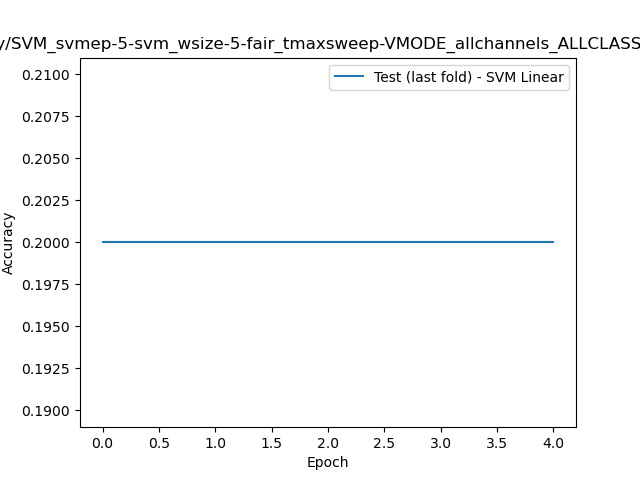 y/SVM_svmep-5-svm_wsize-5-fair_tmaxsweep-VMODE_allchannels_ALLCLASS
Test (last fold) - SVM Linear
0.2100
0.2075
0.2050
0.2025
0.2000
0.1975
0.1950
0.1925
0.1900
Accuracy
0.0 0.5 1.0 1.5 2.0 2.5 3.0 3.5 4.0
Epoch